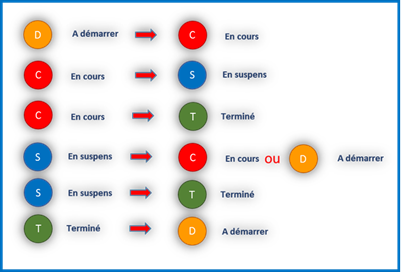 D A démarrer C En cours
C En cours S En suspens
C En cours T Terminé
S En suspens C En cours ou D A démarrer
S En suspens T Terminé
T Terminé D A démarrer